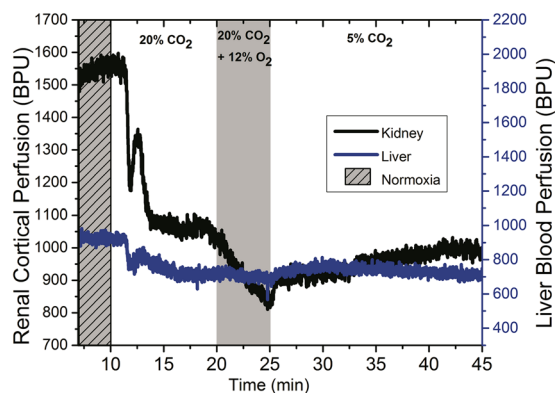 20% CO2
20% CO2
+ 12% O2
5% CO2
Renal Cortical Perfusion (BPU)
1700
1600
1500
1400
1300
1200
1100
1000
900
800
700
Kidney
Liver
Normoxia
2200
2000
1800
1600
1400
1200
1000
800
600
400
Liver Blood Perfusion (BPU)
10 15 20 25 30 35 40 45
Time (min)